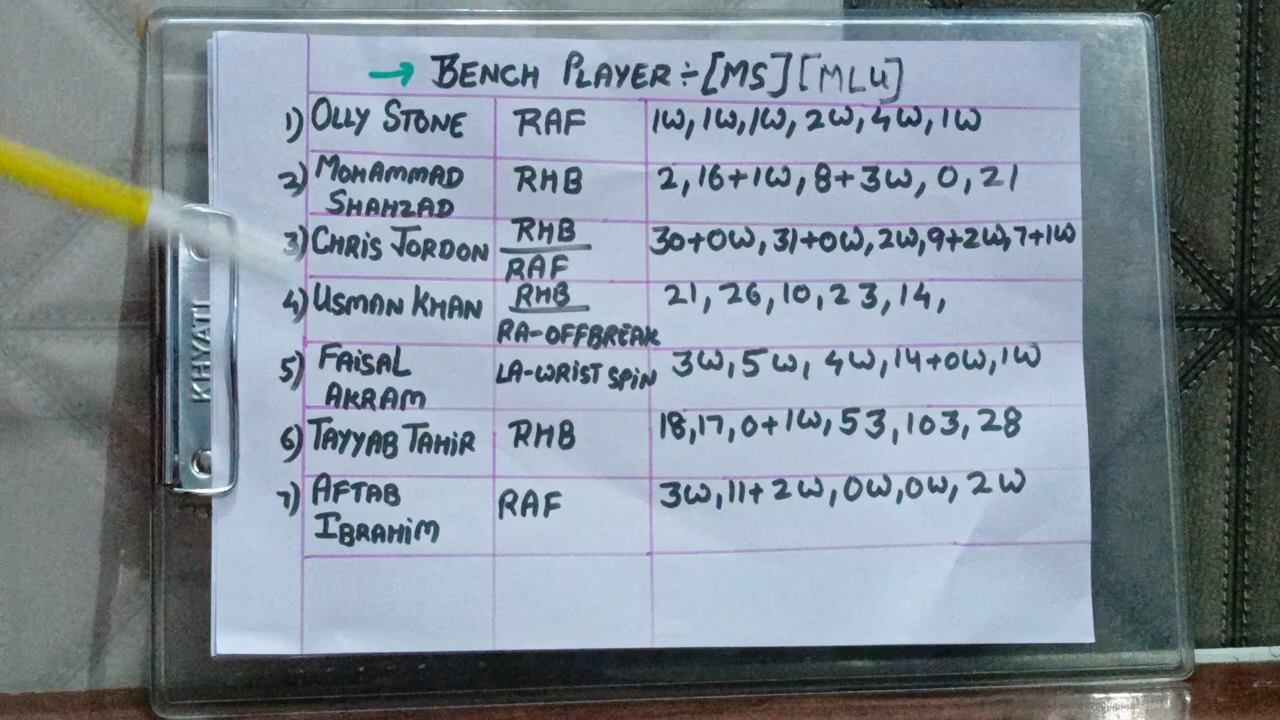 → BENCH PLAYER÷[MS][MLU]
1) OLLY STONE RAF 1W, 1W, 1W, 2W, 4W, 1W
2) MOHAMMAD SHAHZAD RHB 2, 16+1W, 8+3W, 0, 21
3) CHRIS JORDON RHB RAF 30+0W, 31+0W, 2W, 9+2W, 7+1W
4) USMAN KHAN RHB RA-OFFBREAK 21, 26, 10, 23, 14,
5) FAISAL AKRAM LA-WRIST SPIN 3W, 5W, 4W, 14+0W, 1W
6) TAYYAB TAHIR RHB 18, 17, 0+1W, 53, 103, 28
7) AFTAB IBRAHIM RAF 3W, 11+2W, 0W, 0W, 2W
KHYATI